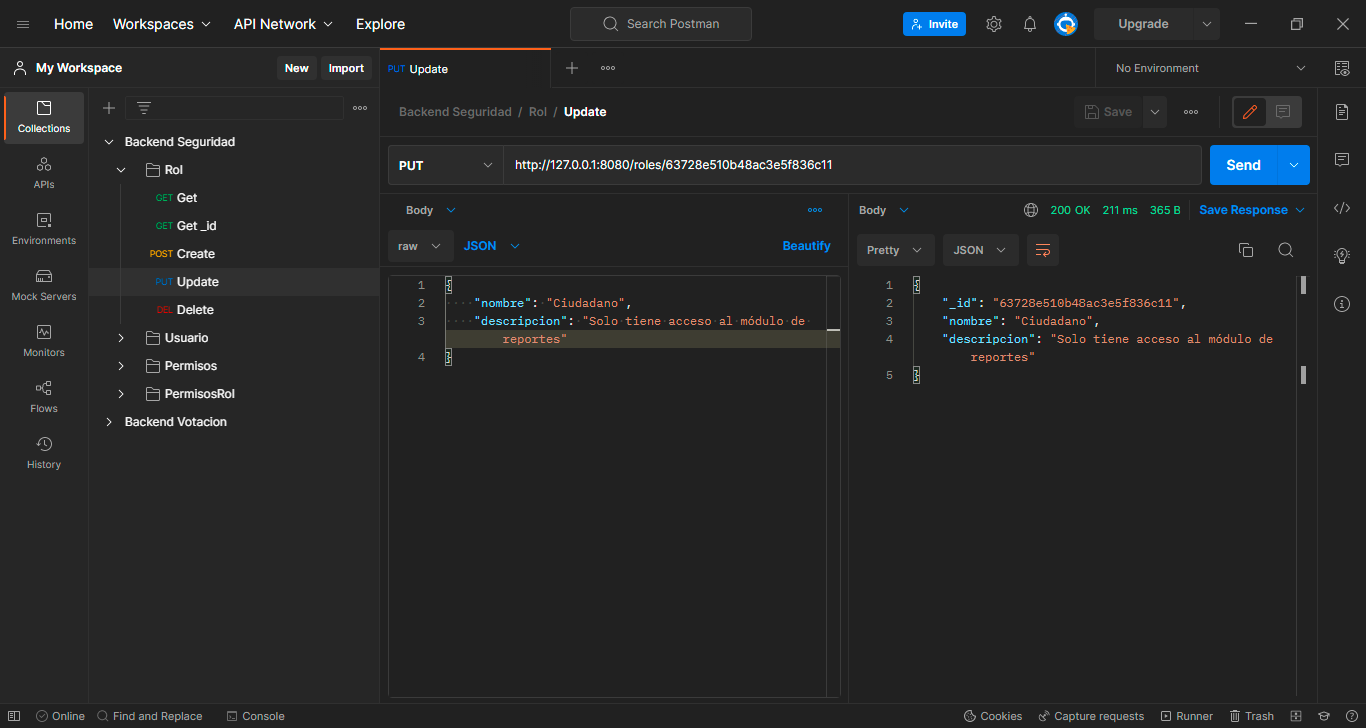 Home Workspaces API Network Explore Search Postman Invite Upgrade
My Workspace New Import PUT Update No Environment
Collections
APIs
Environments
Mock Servers
Monitors
Flows
History
Backend Seguridad
Rol
GET Get
GET Get _id
POST Create
PUT Update
DEL Delete
Usuario
Permisos
PermisosRol
Backend Votacion
Backend Seguridad / Rol / Update Save
PUT http://127.0.0.1:8080/roles/63728e510b48ac3e5f836c11 Send
Body
raw JSON Beautify
1 {
2 "nombre": "Ciudadano",
3 "descripcion": "Solo tiene acceso al módulo de
reportes"
4 }
Body 200 OK 211 ms 365 B Save Response
Pretty JSON
1 {
2 "_id": "63728e510b48ac3e5f836c11",
3 "nombre": "Ciudadano",
4 "descripcion": "Solo tiene acceso al módulo de
reportes"
5 }
Online Find and Replace Console Cookies Capture requests Runner Trash